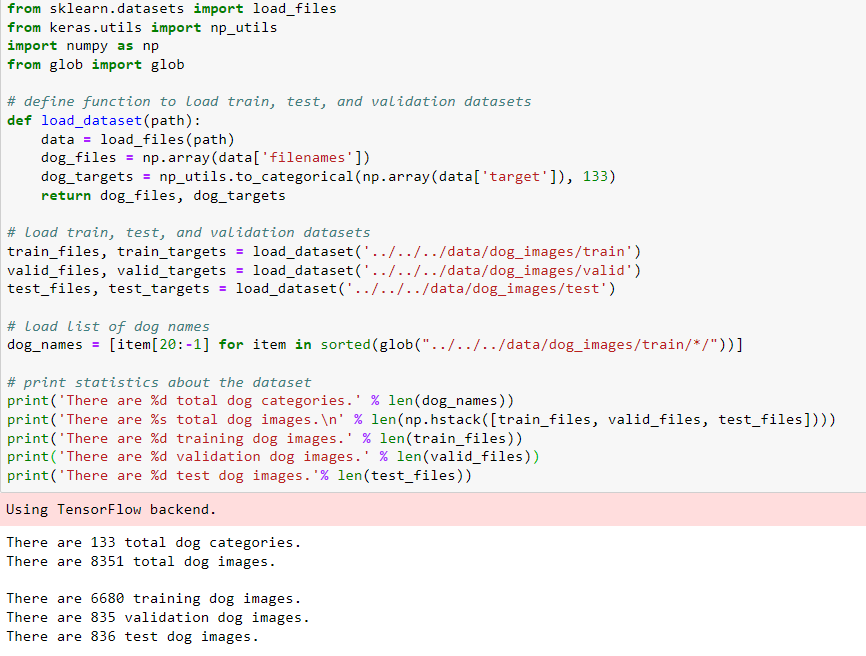 from sklearn.datasets import load_files
from keras.utils import np_utils
import numpy as np
from glob import glob

# define function to load train, test, and validation datasets
def load_dataset(path):
    data = load_files(path)
    dog_files = np.array(data['filenames'])
    dog_targets = np_utils.to_categorical(np.array(data['target']), 133)
    return dog_files, dog_targets

# load train, test, and validation datasets
train_files, train_targets = load_dataset('../../../data/dog_images/train')
valid_files, valid_targets = load_dataset('../../../data/dog_images/valid')
test_files, test_targets = load_dataset('../../../data/dog_images/test')

# load list of dog names
dog_names = [item[20:-1] for item in sorted(glob("../../../data/dog_images/train/*/"))]

# print statistics about the dataset
print('There are %d total dog categories.' % len(dog_names))
print('There are %s total dog images.\n' % len(np.hstack([train_files, valid_files, test_files])))
print('There are %d training dog images.' % len(train_files))
print('There are %d validation dog images.' % len(valid_files))
print('There are %d test dog images.'% len(test_files))
Using TensorFlow backend.
There are 133 total dog categories.
There are 8351 total dog images.

There are 6680 training dog images.
There are 835 validation dog images.
There are 836 test dog images.